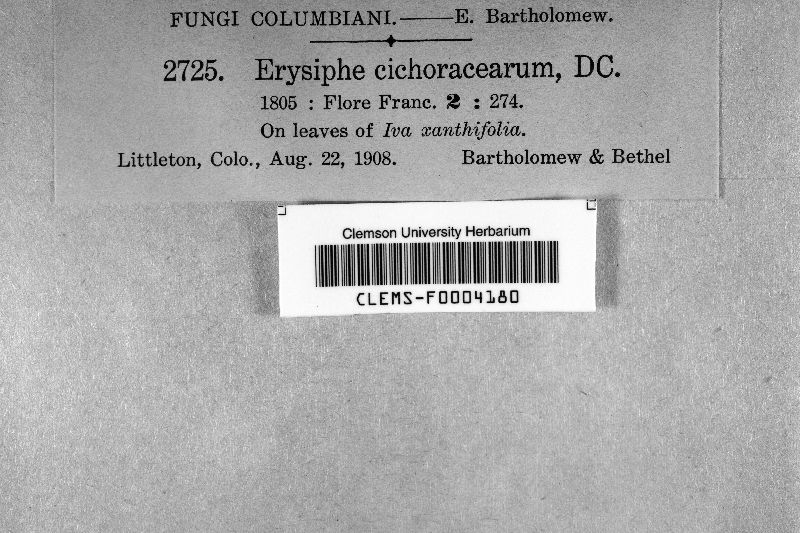 FUNGI COLUMBIANI.——E. Bartholomew.
2725. Erysiphe cichoracearum, DC.
1805 : Flore Franc. 2 : 274.
On leaves of Iva xanthifolia.
Littleton, Colo., Aug. 22, 1908. Bartholomew & Bethel
Clemson University Herbarium
CLEMS-F0004180